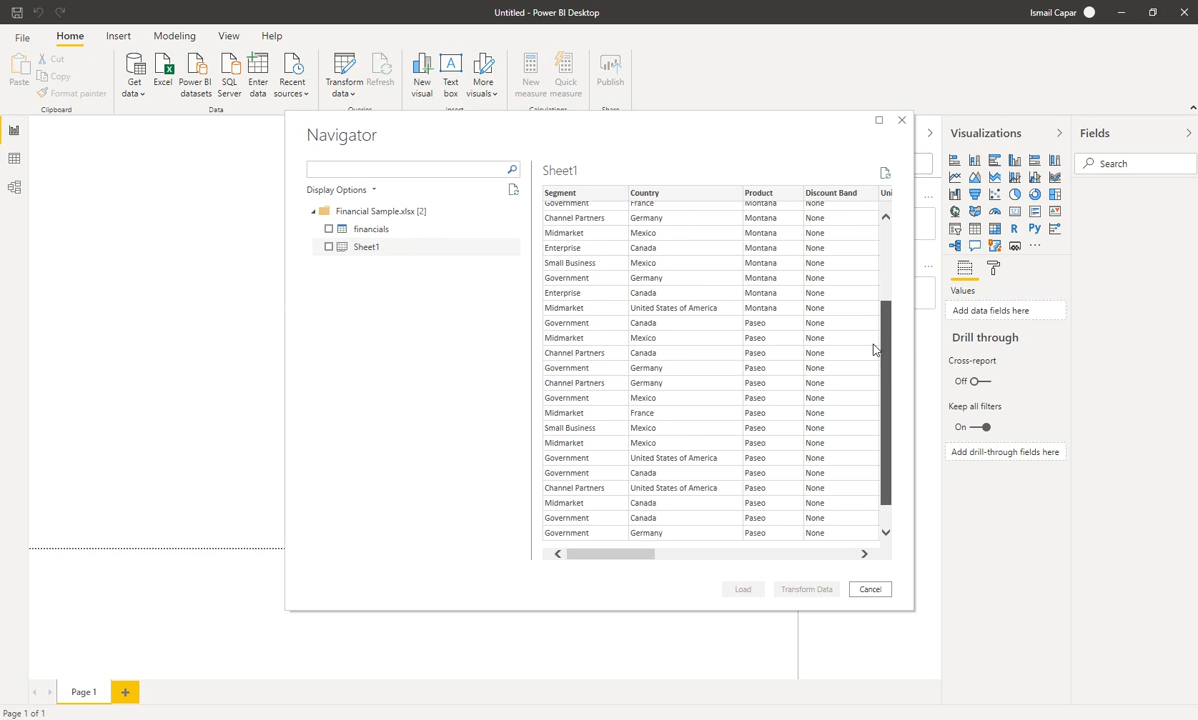 Untitled - Power BI Desktop
Ismail Capar
File Home Insert Modeling View Help
Paste
Cut
Copy
Format painter
Clipboard
Get data
Excel
Power BI datasets
SQL Server
Enter data
Recent sources
Data
Transform data
Refresh
Queries
New visual
Text box
More visuals
Insert
New measure
Quick measure
Calculations
Publish
Share
Navigator
Display Options
Financial Sample.xlsx [2]
financials
Sheet1
Sheet1
Segment Country Product Discount Band Uni
Government France Montana None
Channel Partners Germany Montana None
Midmarket Mexico Montana None
Enterprise Canada Montana None
Small Business Mexico Montana None
Government Germany Montana None
Enterprise Canada Montana None
Midmarket United States of America Montana None
Government Canada Paseo None
Midmarket Mexico Paseo None
Channel Partners Canada Paseo None
Government Germany Paseo None
Channel Partners Germany Paseo None
Government Mexico Paseo None
Midmarket France Paseo None
Small Business Mexico Paseo None
Midmarket Mexico Paseo None
Government United States of America Paseo None
Government Canada Paseo None
Channel Partners United States of America Paseo None
Midmarket Canada Paseo None
Government Canada Paseo None
Government Germany Paseo None
Load Transform Data Cancel
Visualizations
R Py
Values
Add data fields here
Drill through
Cross-report
Off
Keep all filters
On
Add drill-through fields here
Fields
Search
Page 1
Page 1 of 1